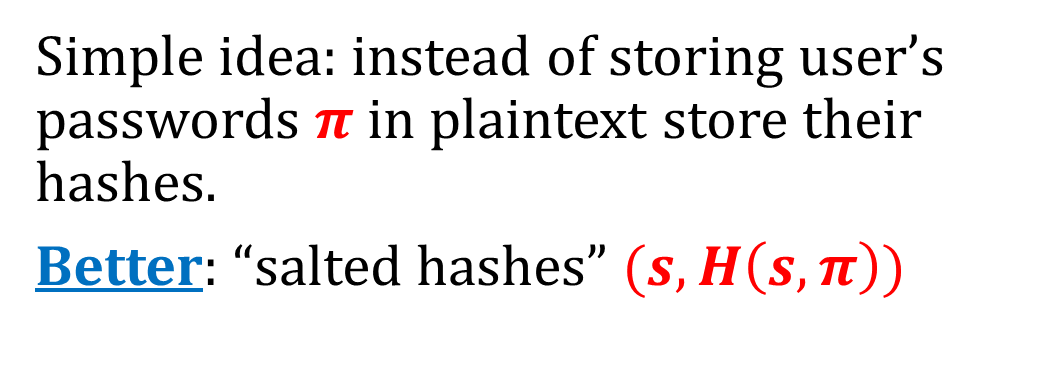 Simple idea: instead of storing user’s
passwords π in plaintext store their
hashes.
Better: “salted hashes” (s, H(s, π))